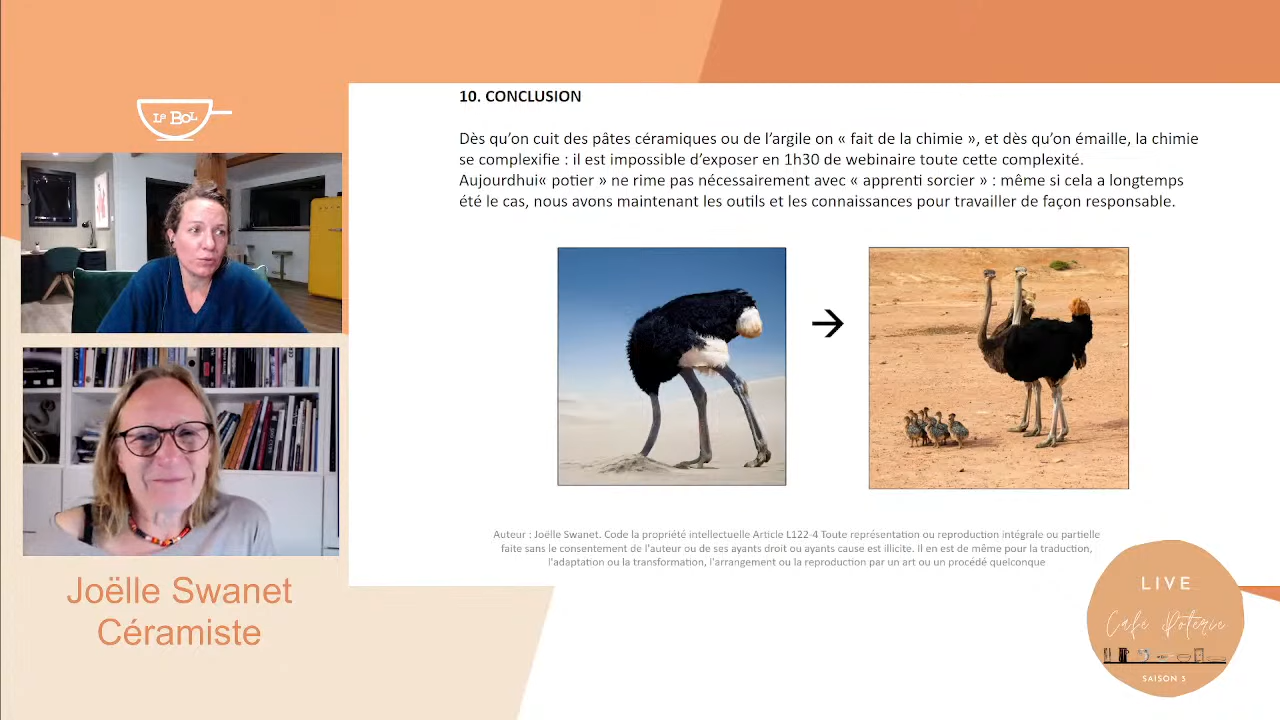 Le BoL
10. CONCLUSION
Dès qu'on cuit des pâtes céramiques ou de l'argile on « fait de la chimie », et dès qu'on émaille, la chimie
se complexifie : il est impossible d'exposer en 1h30 de webinaire toute cette complexité.
Aujourdhui« potier » ne rime pas nécessairement avec « apprenti sorcier » : même si cela a longtemps
été le cas, nous avons maintenant les outils et les connaissances pour travailler de façon responsable.
Auteur : Joëlle Swanet. Code la propriété intellectuelle Article L122-4 Toute représentation ou reproduction intégrale ou partielle
faite sans le consentement de l'auteur ou de ses ayants droit ou ayants cause est illicite. Il en est de même pour la traduction,
l'adaptation ou la transformation, l'arrangement ou la reproduction par un art ou un procédé quelconque
Joëlle Swanet
Céramiste
LIVE
Café Poterie
SAISON 5